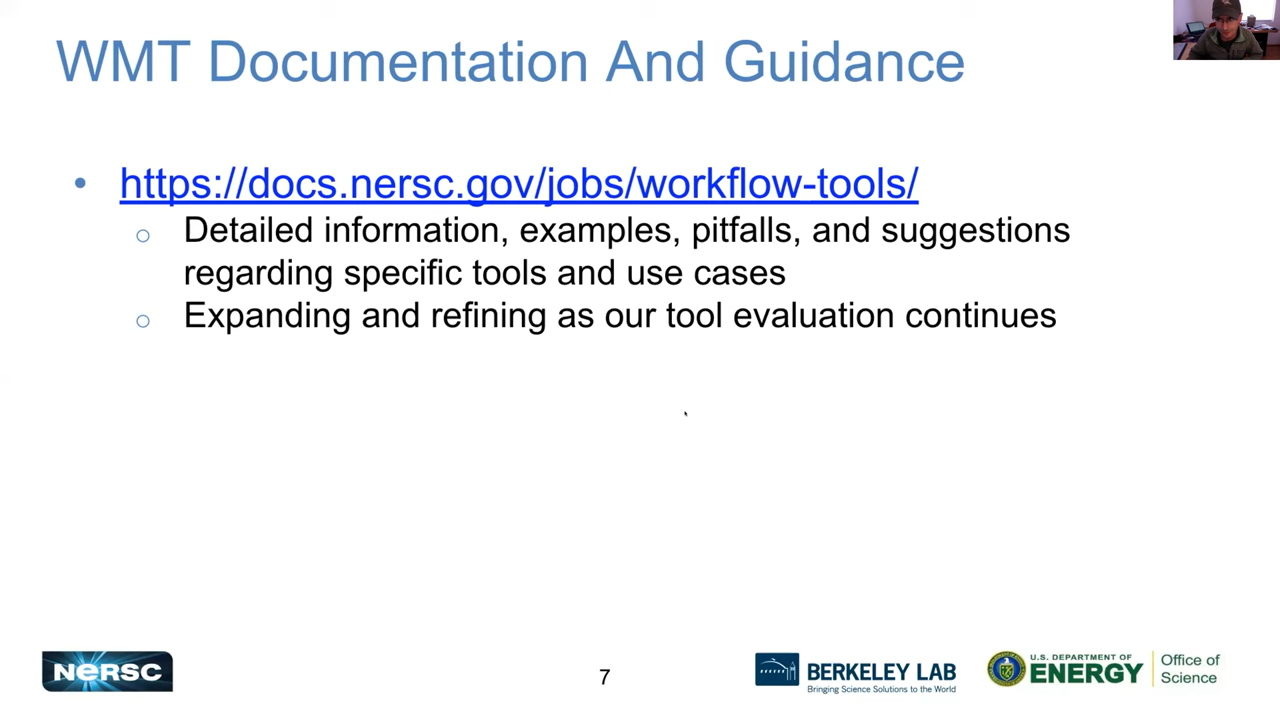 WMT Documentation And Guidance
• https://docs.nersc.gov/jobs/workflow-tools/
○ Detailed information, examples, pitfalls, and suggestions
regarding specific tools and use cases
○ Expanding and refining as our tool evaluation continues
NERSC
7
BERKELEY LAB
Bringing Science Solutions to the World
U.S. DEPARTMENT OF
ENERGY
Office of
Science